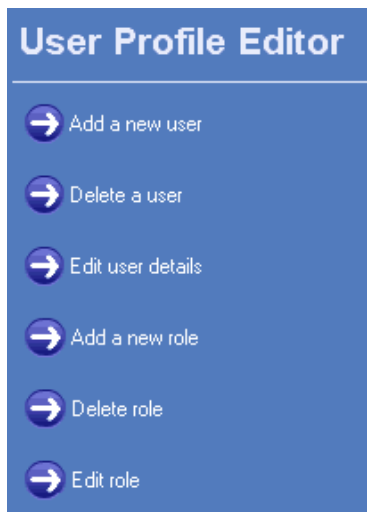 User Profile Editor
Add a new user
Delete a user
Edit user details
Add a new role
Delete role
Edit role